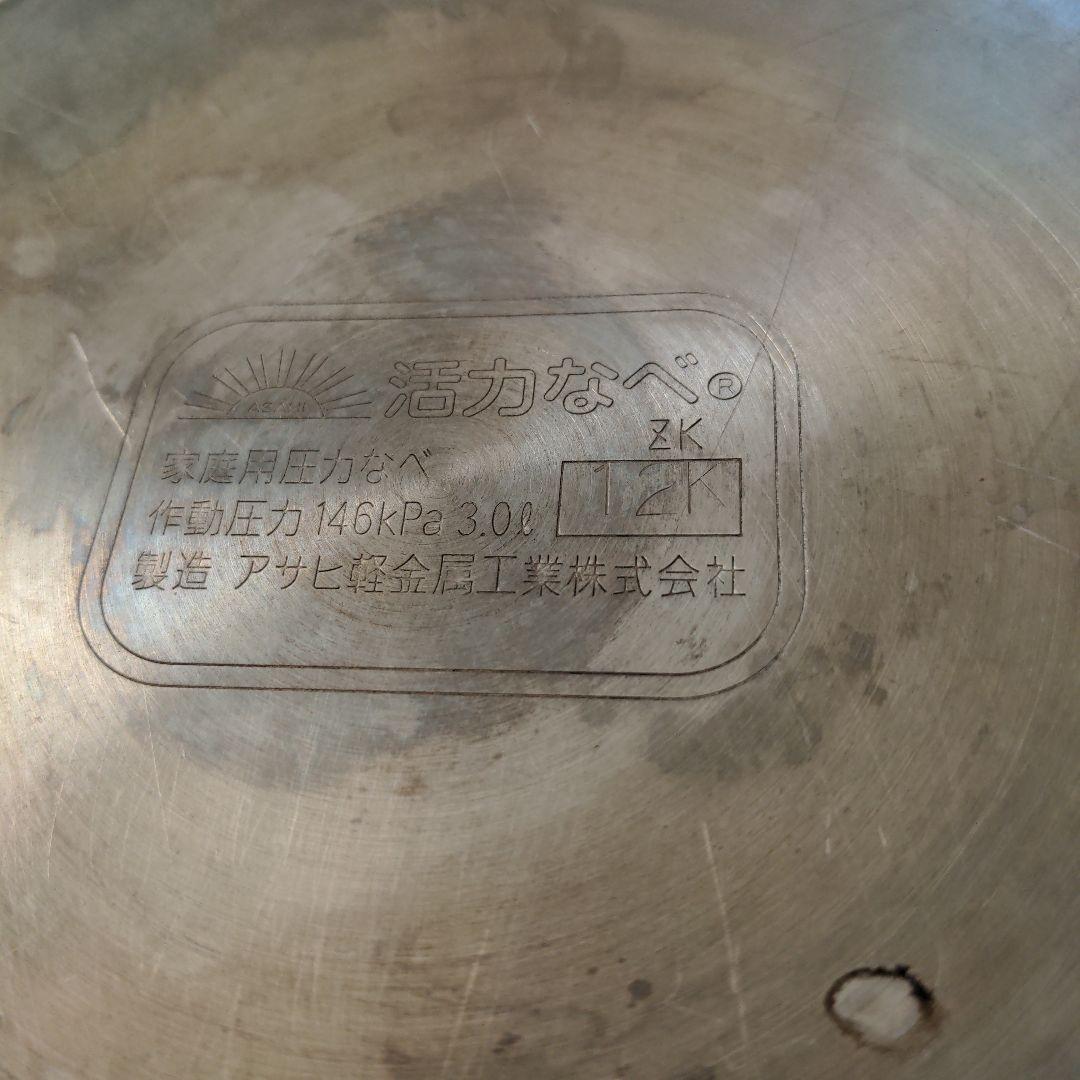 ASAHI
活力なべ®
ZK
家庭用圧力なべ
12K
作動圧力 146kPa 3.0ℓ
製造 アサヒ軽金属工業株式会社